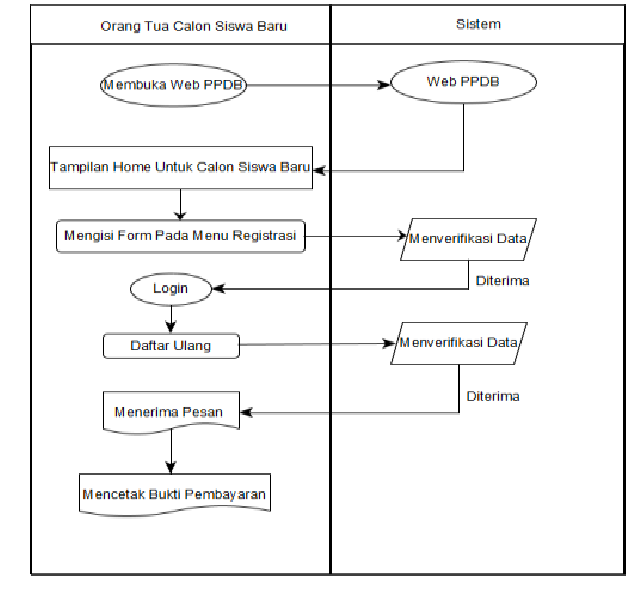 Orang Tua Calon Siswa Baru
Sistem
Membuka Web PPDB
Web PPDB
Tampilan Home Untuk Calon Siswa Baru
Mengisi Form Pada Menu Registrasi
Menverifikasi Data
Diterima
Login
Daftar Ulang
Menverifikasi Data
Diterima
Menerima Pesan
Mencetak Bukti Pembayaran